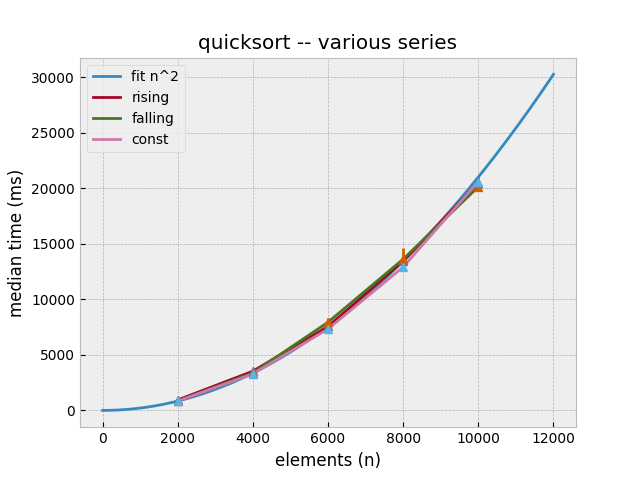 quicksort -- various series
fit n^2
rising
falling
const
median time (ms)
30000
25000
20000
15000
10000
5000
0
0 2000 4000 6000 8000 10000 12000
elements (n)